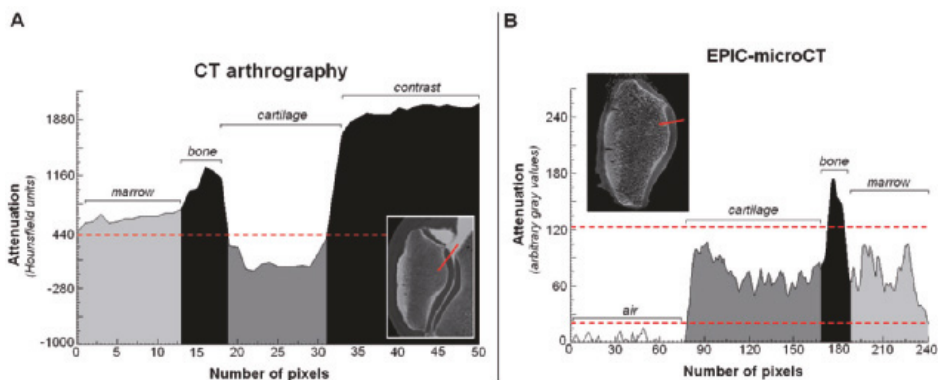 A
CT arthrography
contrast
cartilage
bone
marrow
1880
1160
440
-280
-1000
Attenuation
(Hounsfield units)
0 5 10 15 20 25 30 35 40 45 50
Number of pixels
B
EPIC-microCT
bone
marrow
cartilage
air
240
180
120
60
0
Attenuation
(arbitrary gray values)
0 30 60 90 120 150 180 210 240
Number of pixels